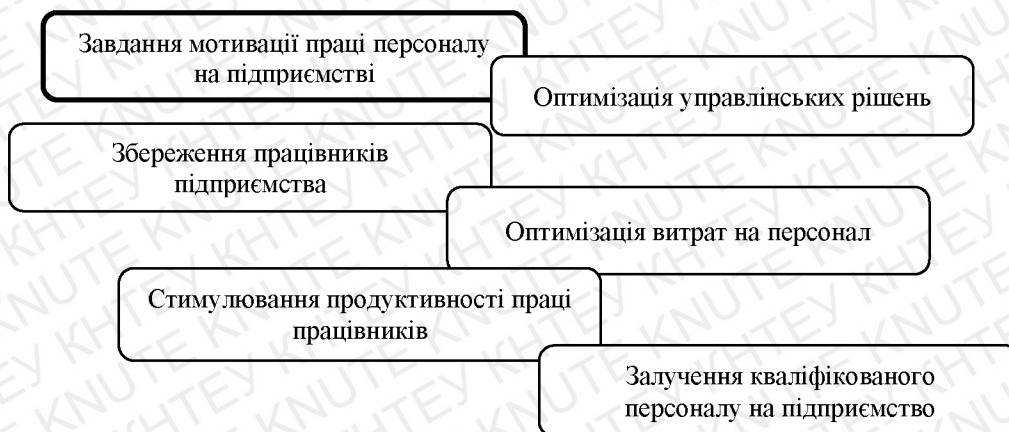 Завдання мотивації праці персоналу
на підприємстві
Оптимізація управлінських рішень
Збереження працівників
підприємства
Оптимізація витрат на персонал
Стимулювання продуктивності праці
працівників
Залучення кваліфікованого
персоналу на підприємство